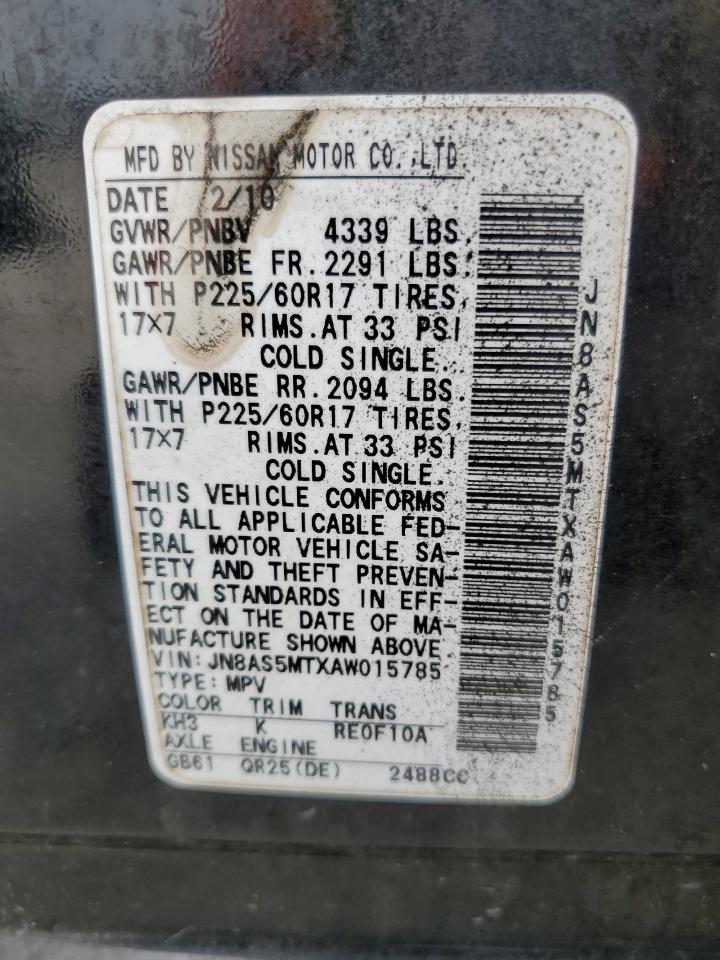 MFD BY NISSAN MOTOR CO.,LTD.
DATE 2/10
GVWR/PNBV 4339 LBS.
GAWR/PNBE FR.2291 LBS.
WITH P225/60R17 TIRES,
17×7 RIMS.AT 33 PSI
COLD SINGLE.
GAWR/PNBE RR.2094 LBS.
WITH P225/60R17 TIRES,
17×7 RIMS.AT 33 PSI
COLD SINGLE.
THIS VEHICLE CONFORMS
TO ALL APPLICABLE FED-
ERAL MOTOR VEHICLE SA-
FETY AND THEFT PREVEN-
TION STANDARDS IN EFF-
ECT ON THE DATE OF MA-
NUFACTURE SHOWN ABOVE.
VIN:JN8AS5MTXAW015785
TYPE:MPV
COLOR TRIM TRANS
KH3 K RE0F10A
AXLE ENGINE
GB61 QR25(DE) 2488CC
JN8AS5MTXAW015785